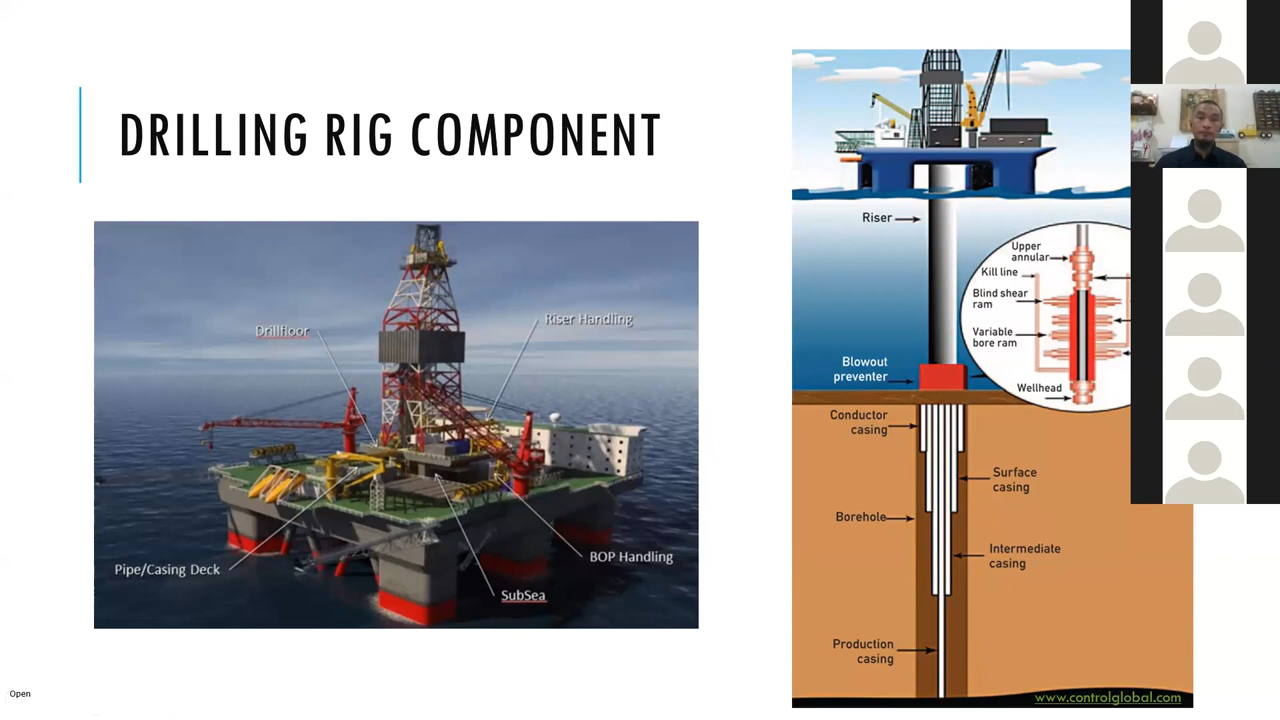 DRILLING RIG COMPONENT
Drillfloor
Riser Handling
Pipe/Casing Deck
BOP Handling
SubSea
Riser
Upper
annular
Kill line
Blind shear
ram
Variable
bore ram
Wellhead
Blowout
preventer
Conductor
casing
Surface
casing
Borehole
Intermediate
casing
Production
casing
www.controlglobal.com
Open